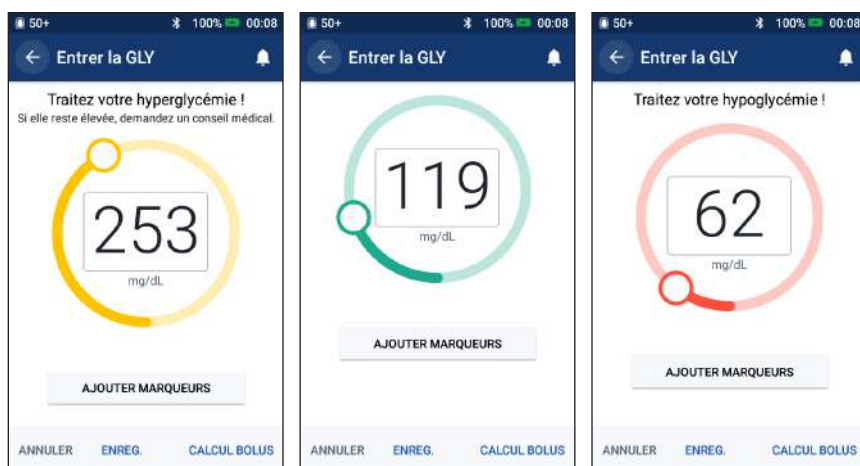 50+ 100% 00:08
Entrer la GLY
Traitez votre hyperglycémie !
Si elle reste élevée, demandez un conseil médical.
253
mg/dL
AJOUTER MARQUEURS
ANNULER ENREG. CALCUL BOLUS
50+ 100% 00:08
Entrer la GLY
119
mg/dL
AJOUTER MARQUEURS
ANNULER ENREG. CALCUL BOLUS
50+ 100% 00:08
Entrer la GLY
Traitez votre hypoglycémie !
62
mg/dL
AJOUTER MARQUEURS
ANNULER ENREG. CALCUL BOLUS